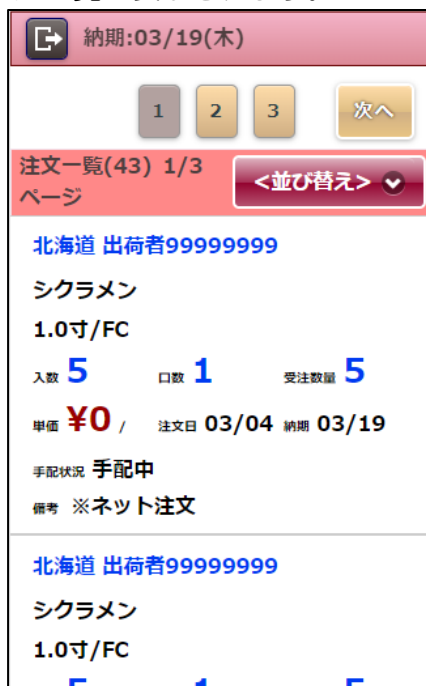 納期:03/19(木)
1 2 3 次へ
注文一覧(43) 1/3
ページ
<並び替え>
北海道 出荷者99999999
シクラメン
1.0寸/FC
入数 5 口数 1 受注数量 5
単価 ¥0 / 注文日 03/04 納期 03/19
手配状況 手配中
備考 ※ネット注文
北海道 出荷者99999999
シクラメン
1.0寸/FC